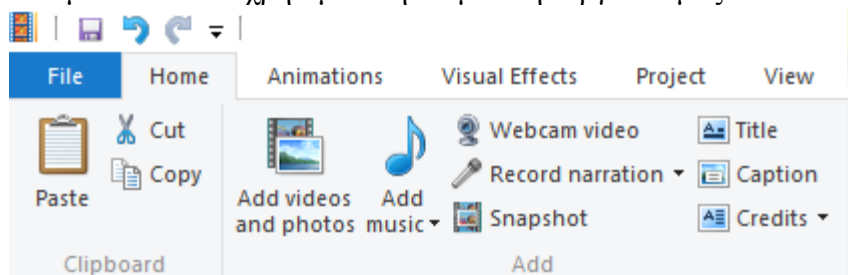 File Home Animations Visual Effects Project View
Paste
Cut
Copy
Clipboard
Add videos
and photos
Add
music
Webcam video
Record narration
Snapshot
Title
Caption
Credits
Add